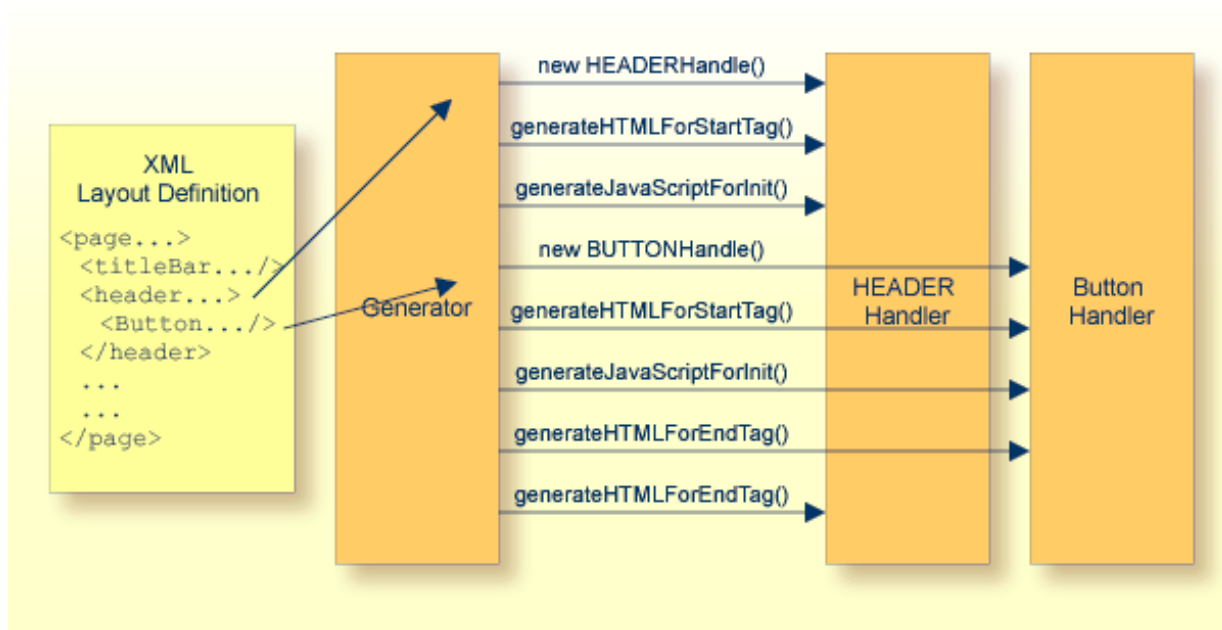 XML
Layout Definition
<page...>
<titleBar.../>
<header...>
<Button.../>
</header>
...
...
</page>
Generator
new HEADERHandle()
generateHTMLForStartTag()
generateJavaScriptForInit()
new BUTTONHandle()
generateHTMLForStartTag()
generateJavaScriptForInit()
generateHTMLForEndTag()
generateHTMLForEndTag()
HEADER
Handler
Button
Handler